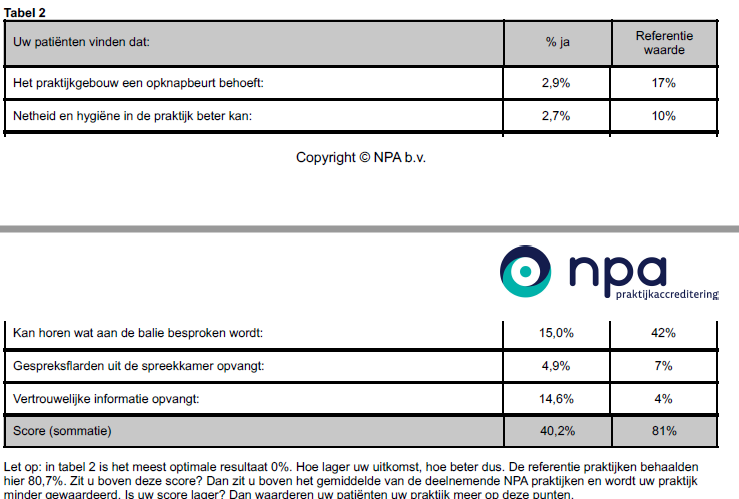 Tabel 2
Uw patiënten vinden dat: % ja Referentie waarde
Het praktijkgebouw een opknapbeurt behoeft: 2,9% 17%
Netheid en hygiëne in de praktijk beter kan: 2,7% 10%
Copyright © NPA b.v.
npa
praktijkaccreditering
Kan horen wat aan de balie besproken wordt: 15,0% 42%
Gespreksflarden uit de spreekkamer opvangt: 4,9% 7%
Vertrouwelijke informatie opvangt: 14,6% 4%
Score (sommatie) 40,2% 81%
Let op: in tabel 2 is het meest optimale resultaat 0%. Hoe lager uw uitkomst, hoe beter dus. De referentie praktijken behaalden
hier 80,7%. Zit u boven deze score? Dan zit u boven het gemiddelde van de deelnemende NPA praktijken en wordt uw praktijk
minder gewaardeerd. Is uw score lager? Dan waarderen uw patiënten uw praktijk meer op deze punten.